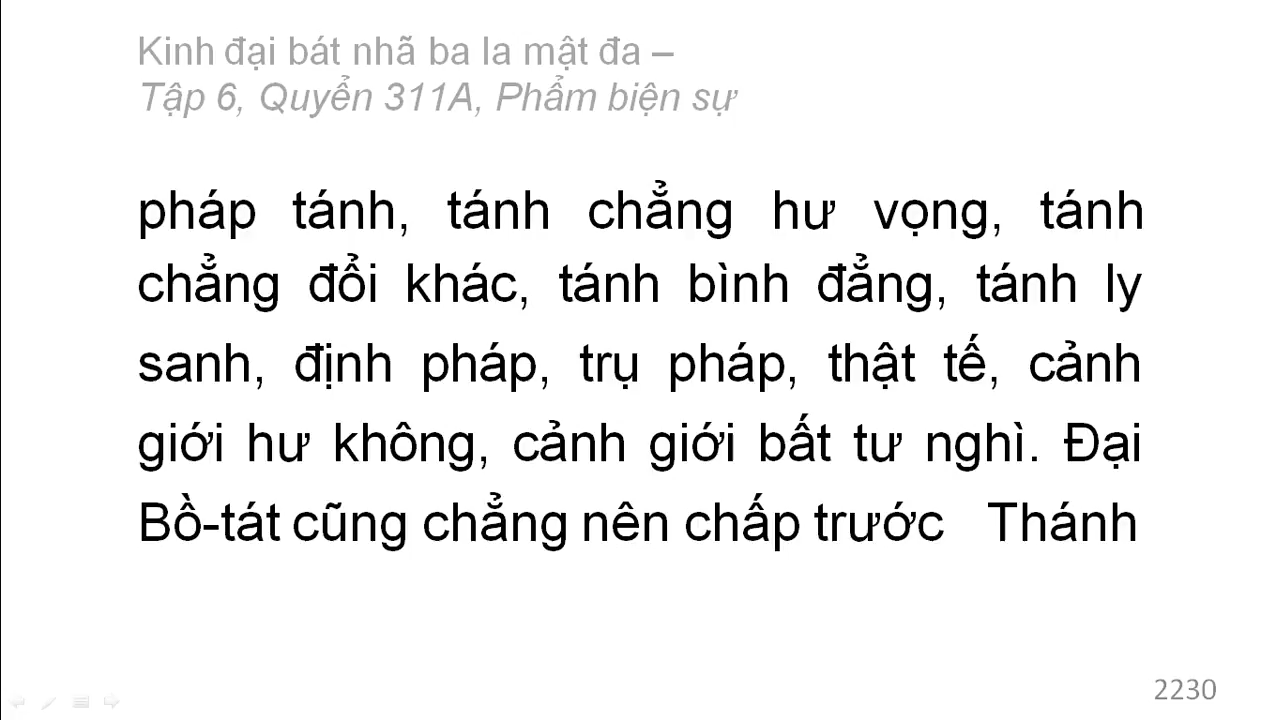 Kinh đại bát nhã ba la mật đa –
Tập 6, Quyển 311A, Phẩm biện sự
pháp tánh, tánh chẳng hư vọng, tánh
chẳng đổi khác, tánh bình đẳng, tánh ly
sanh, định pháp, trụ pháp, thật tế, cảnh
giới hư không, cảnh giới bất tư nghì. Đại
Bồ-tát cũng chẳng nên chấp trước Thánh
2230